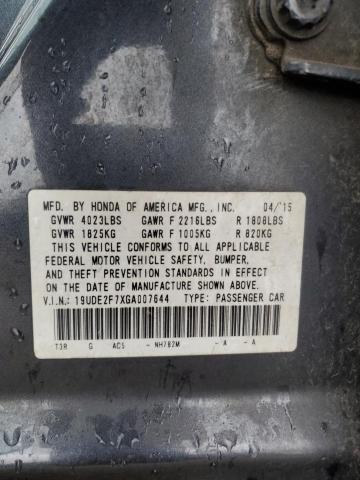 MFD. BY HONDA OF AMERICA MFG., INC. 04/15
GVWR 4023LBS GAWR F 2216LBS R 1808LBS
GVWR 1825KG GAWR F 1005KG R 820KG
THIS VEHICLE CONFORMS TO ALL APPLICABLE
FEDERAL MOTOR VEHICLE SAFETY, BUMPER,
AND THEFT PREVENTION STANDARDS IN EFFECT
ON THE DATE OF MANUFACTURE SHOWN ABOVE.
V.I.N.: 19UDE2F7XGA007644 TYPE: PASSENGER CAR
T3R G AC5 - NH782M - A - A